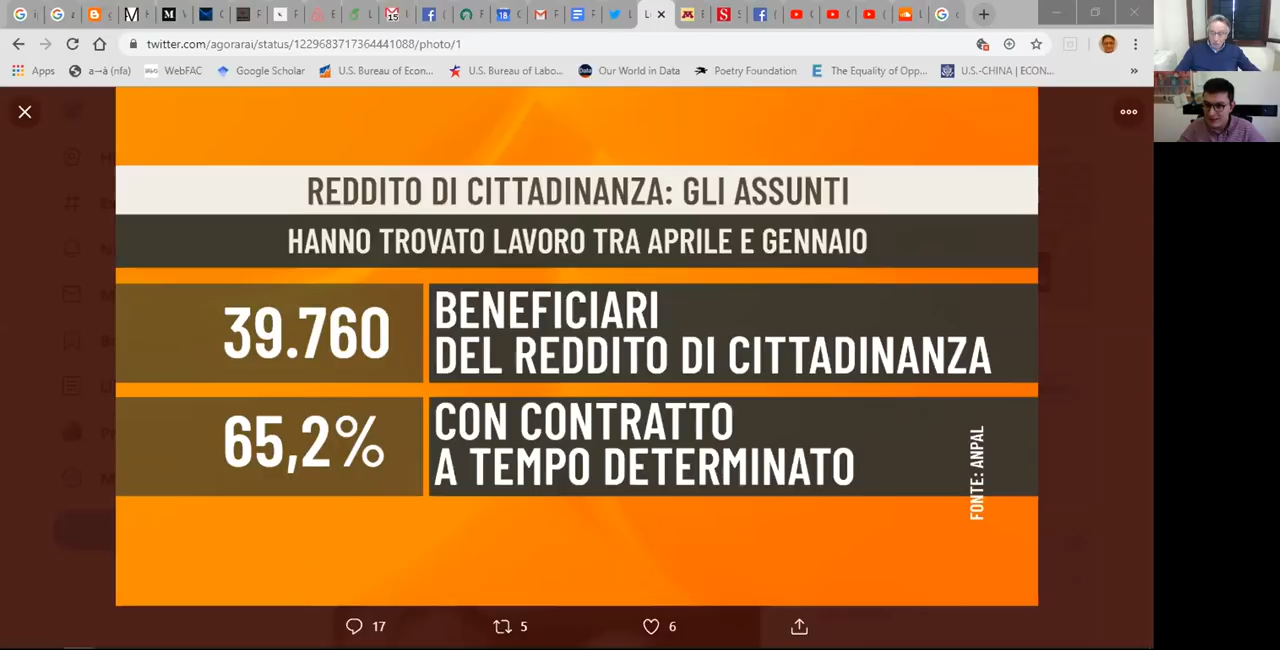 twitter.com/agorarai/status/1229683717364441088/photo/1
Apps
a→à (nfa)
WebFAC
Google Scholar
U.S. Bureau of Econ...
U.S. Bureau of Labo...
Our World in Data
Poetry Foundation
The Equality of Opp...
U.S.-CHINA | ECON...
»
REDDITO DI CITTADINANZA: GLI ASSUNTI
HANNO TROVATO LAVORO TRA APRILE E GENNAIO
39.760
BENEFICIARI
DEL REDDITO DI CITTADINANZA
65,2%
CON CONTRATTO
A TEMPO DETERMINATO
FONTE: ANPAL
17
5
6